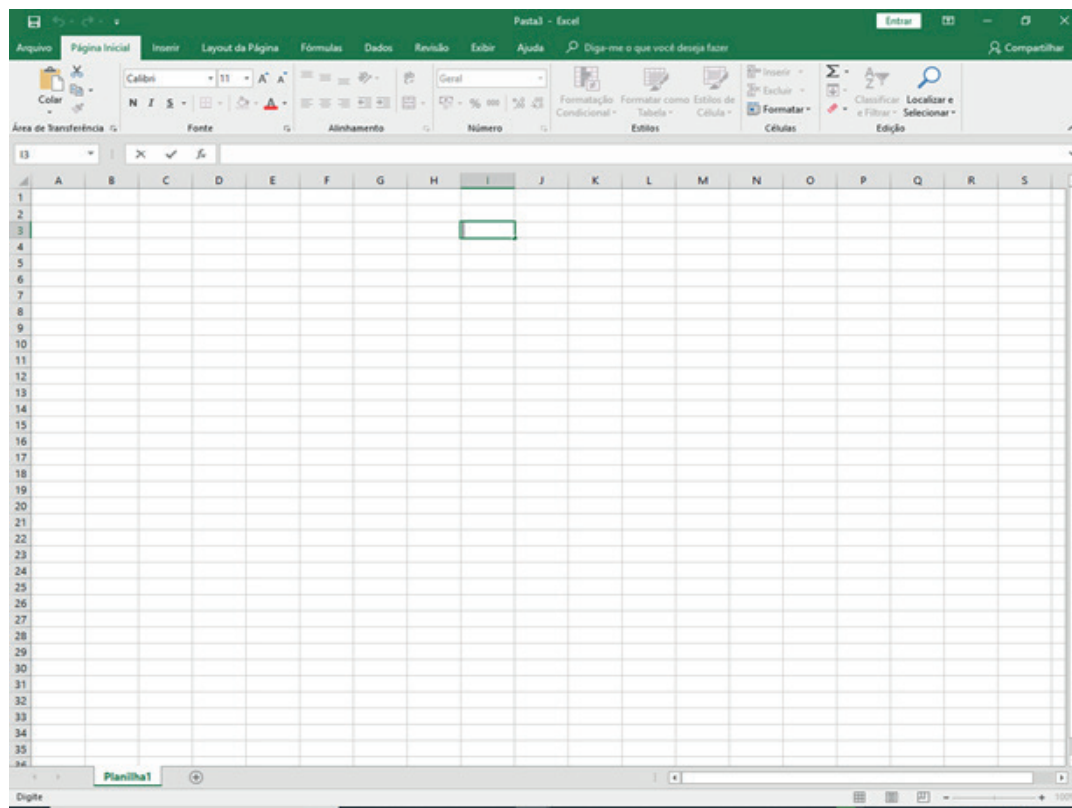 Pasta3 - Excel
Entrar
Arquivo Página Inicial Inserir Layout da Página Fórmulas Dados Revisão Exibir Ajuda Diga-me o que você deseja fazer Compartilhar
Colar
Calibri 11
N I S
Geral
Formatação Condicional
Formatar como Tabela
Estilos de Célula
Inserir
Excluir
Formatar
Classificar e Filtrar
Localizar e Selecionar
Área de Transferência Fonte Alinhamento Número Estilos Células Edição
I3 fx
A B C D E F G H I J K L M N O P Q R S
1
2
3
4
5
6
7
8
9
10
11
12
13
14
15
16
17
18
19
20
21
22
23
24
25
26
27
28
29
30
31
32
33
34
35
36
Planilha1
Digite 100%